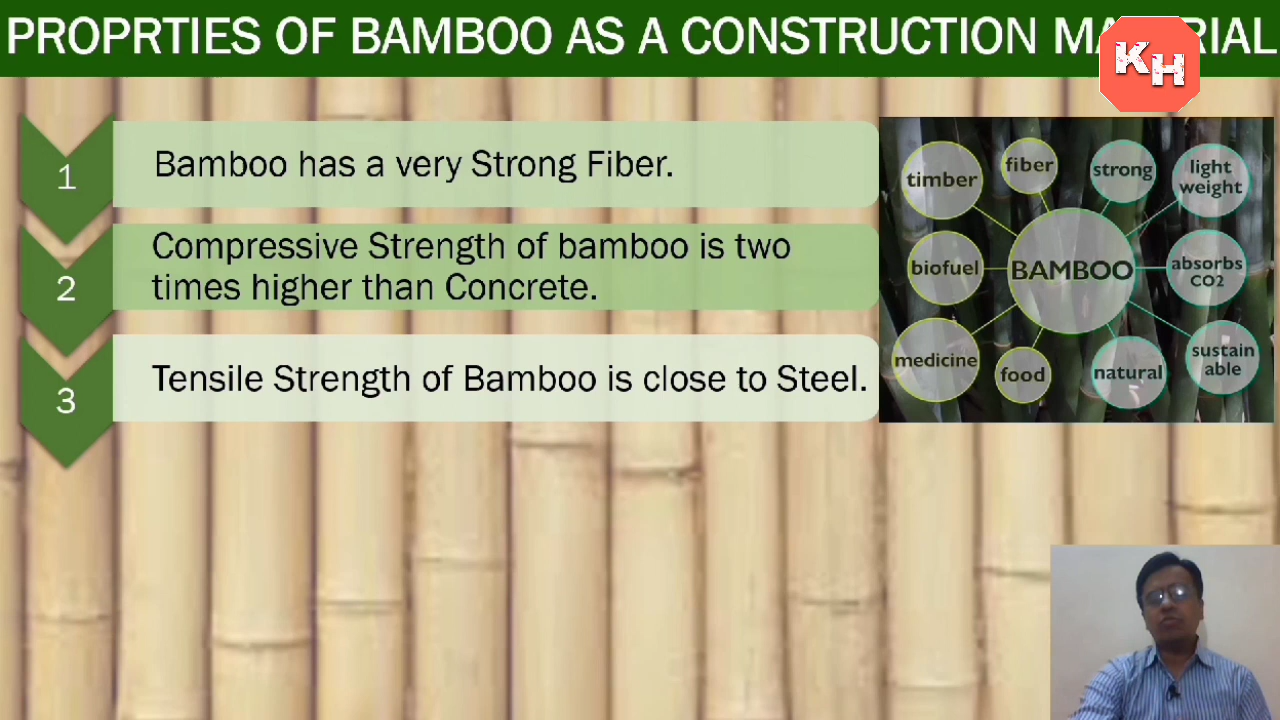 PROPRTIES OF BAMBOO AS A CONSTRUCTION MA RIAL
KH
1
Bamboo has a very Strong Fiber.
2
Compressive Strength of bamboo is two
times higher than Concrete.
3
Tensile Strength of Bamboo is close to Steel.
timber
fiber
strong
light
weight
biofuel
BAMBOO
absorbs
CO2
medicine
food
natural
sustain
able